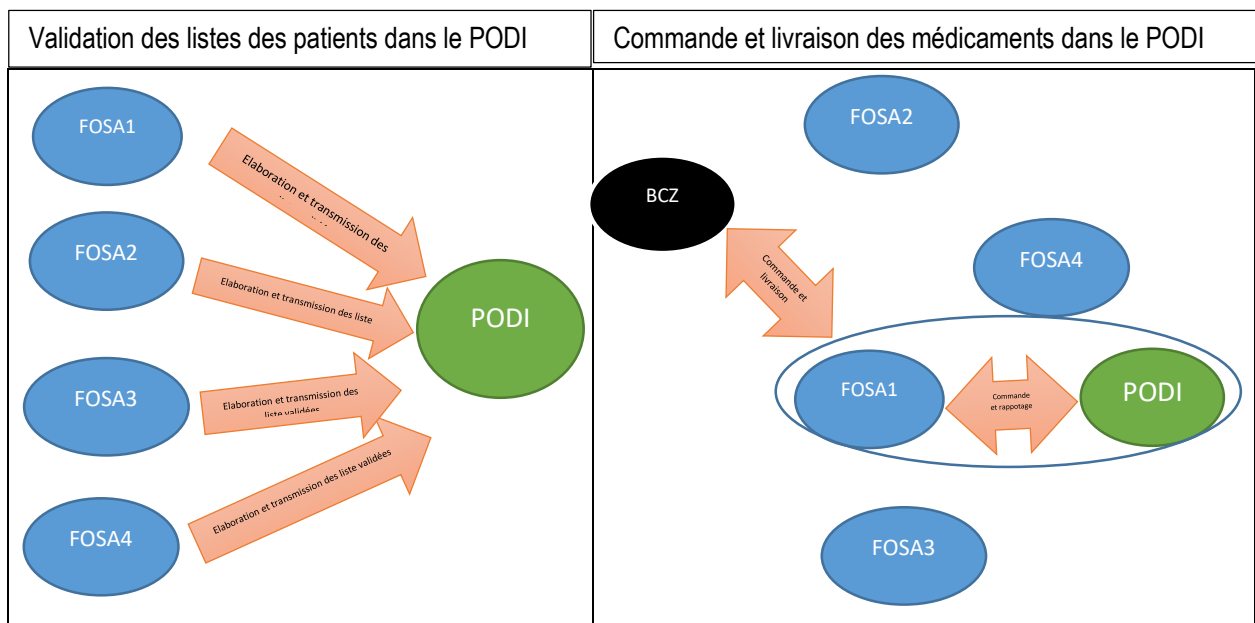 Validation des listes des patients dans le PODI
Commande et livraison des médicaments dans le PODI
FOSA1
Elaboration et transmission des
FOSA2
Elaboration et transmission des liste
PODI
FOSA3
Elaboration et transmission des
liste validées
FOSA4
Elaboration et transmission des liste validées
FOSA2
BCZ
Commande et
livraison
FOSA4
FOSA1
Commande
et rappotage
PODI
FOSA3